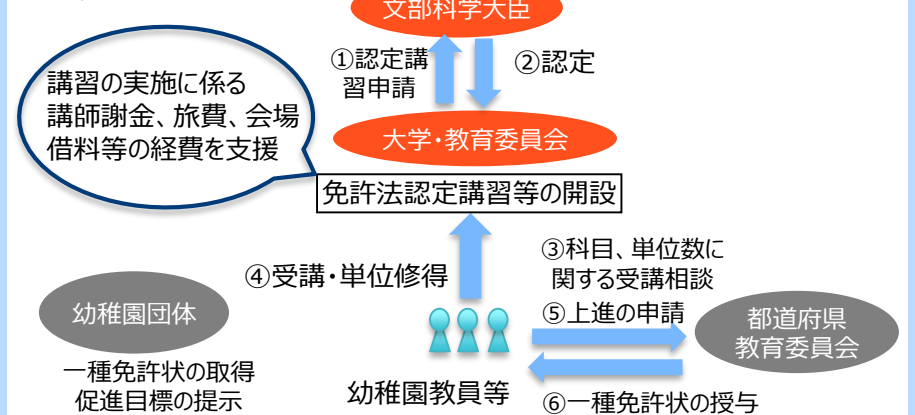 文部科学大臣
①認定講
習申請
②認定
講習の実施に係る
講師謝金、旅費、会場
借料等の経費を支援
大学・教育委員会
免許法認定講習等の開設
③科目、単位数に
関する受講相談
④受講・単位修得
⑤上進の申請
幼稚園団体
都道府県
教育委員会
一種免許状の取得
促進目標の提示
幼稚園教員等
⑥一種免許状の授与